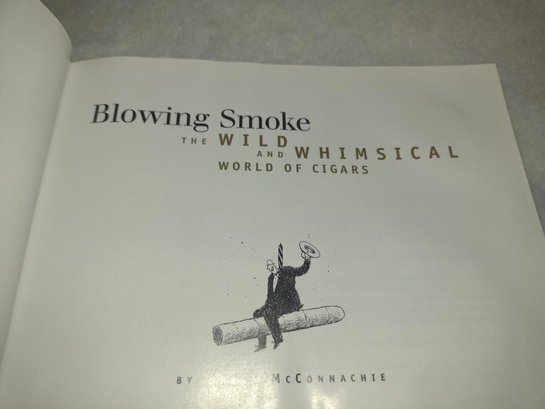 Blowing Smoke
THE WILD
AND WHIMSICAL
WORLD OF CIGARS
BY MCCONNACHIE